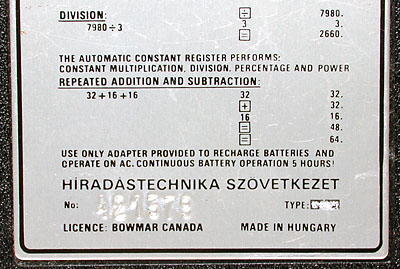 DIVISION: ÷ 7980.
7980÷3 3 3.
= 2660.
THE AUTOMATIC CONSTANT REGISTER PERFORMS:
CONSTANT MULTIPLICATION, DIVISION, PERCENTAGE AND POWER
REPEATED ADDITION AND SUBTRACTION:
32+16+16 32 32.
+ 32.
16 16.
= 48.
= 64.
USE ONLY ADAPTER PROVIDED TO RECHARGE BATTERIES AND
OPERATE ON AC. CONTINUOUS BATTERY OPERATION 5 HOURS!
HÍRADASTECHNIKA SZÖVETKEZET
No: TYPE:
LICENCE: BOWMAR CANADA MADE IN HUNGARY